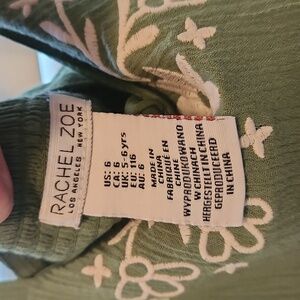 RACHEL ZOE
LOS ANGELES NEW YORK
US: 6
CA: 6
UK: 5-6yrs
EU: 116
AU: 6
MADE IN
CHINA
FABRIQUÉ EN
CHINE
WYPRODUKOWANO
W CHINACH
HERGESTELLT IN CHINA
GEPRODUCEERD
IN CHINA